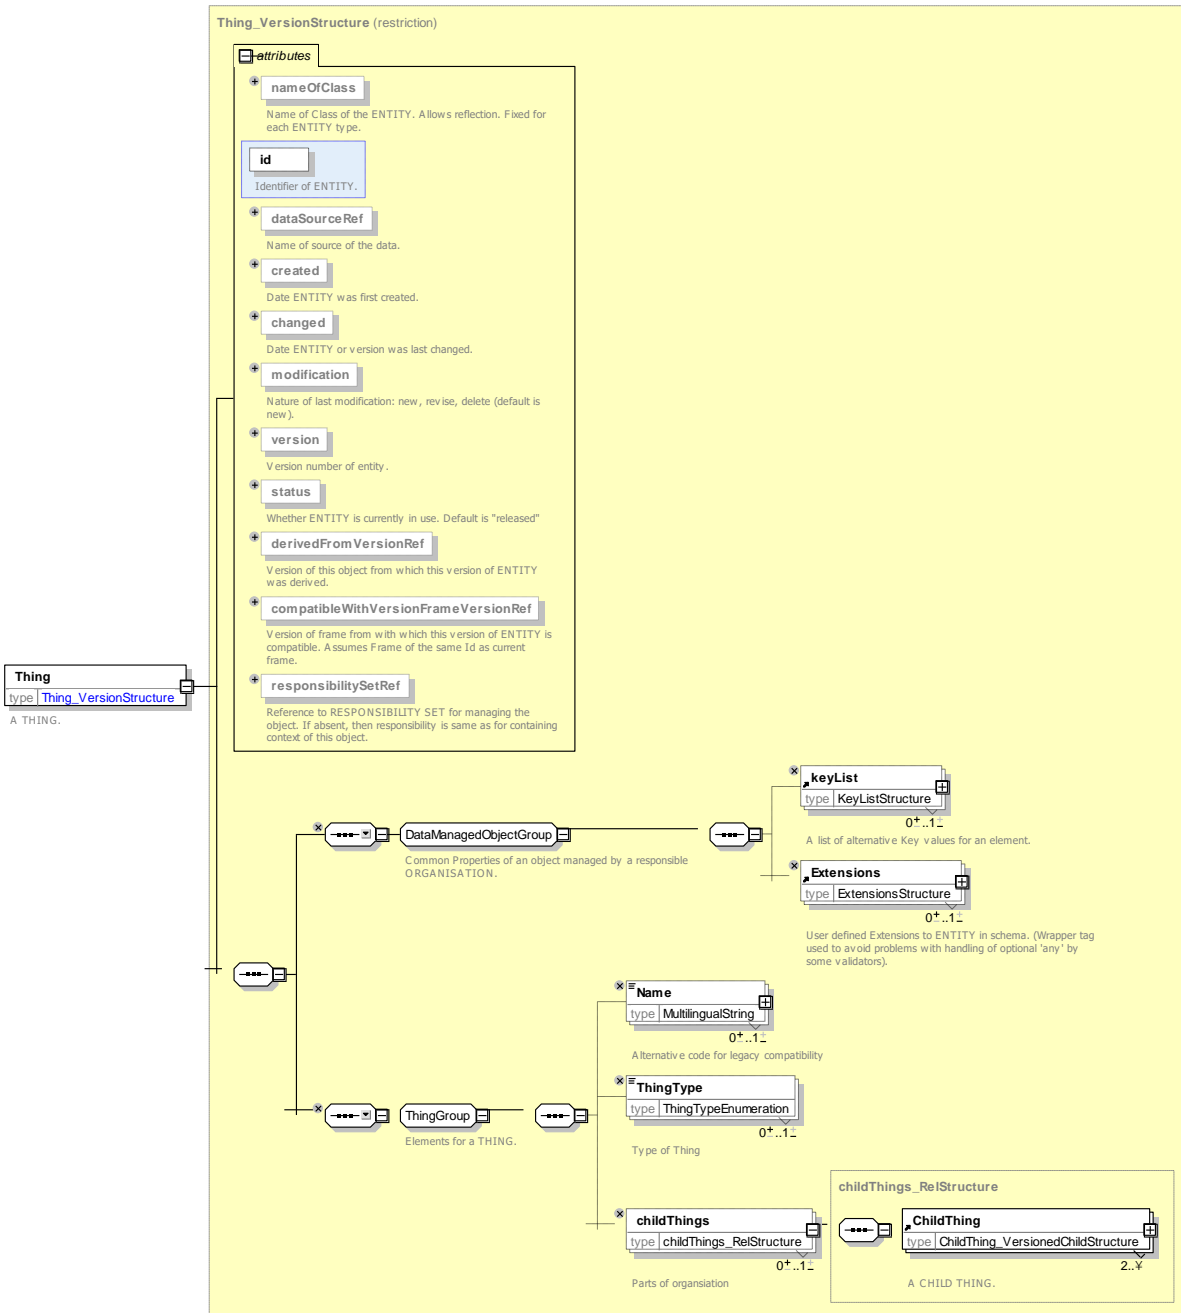 Thing_VersionStructure (restriction)
attributes
nameOfClass
Name of Class of the ENTITY. Allows reflection. Fixed for
each ENTITY type.
id
Identifier of ENTITY.
dataSourceRef
Name of source of the data.
created
Date ENTITY was first created.
changed
Date ENTITY or version was last changed.
modification
Nature of last modification: new, revise, delete (default is
new).
version
Version number of entity.
status
Whether ENTITY is currently in use. Default is "released"
derivedFromVersionRef
Version of this object from which this version of ENTITY
was derived.
compatibleWithVersionFrameVersionRef
Version of frame from with which this version of ENTITY is
compatible. Assumes Frame of the same Id as current
frame.
responsibilitySetRef
Reference to RESPONSIBILITY SET for managing the
object. If absent, then responsibility is same as for containing
context of this object.
Thing
type Thing_VersionStructure
A THING.
DataManagedObjectGroup
Common Properties of an object managed by a responsible
ORGANISATION.
keyList
type KeyListStructure
0..1
A list of alternative Key values for an element.
Extensions
type ExtensionsStructure
0..1
User defined Extensions to ENTITY in schema. (Wrapper tag
used to avoid problems with handling of optional 'any' by
some validators).
Name
type MultilingualString
0..1
Alternative code for legacy compatibility
ThingGroup
Elements for a THING.
ThingType
type ThingTypeEnumeration
0..1
Type of Thing
childThings
type childThings_RelStructure
0..1
Parts of organsiation
childThings_RelStructure
ChildThing
type ChildThing_VersionedChildStructure
2..¥
A CHILD THING.